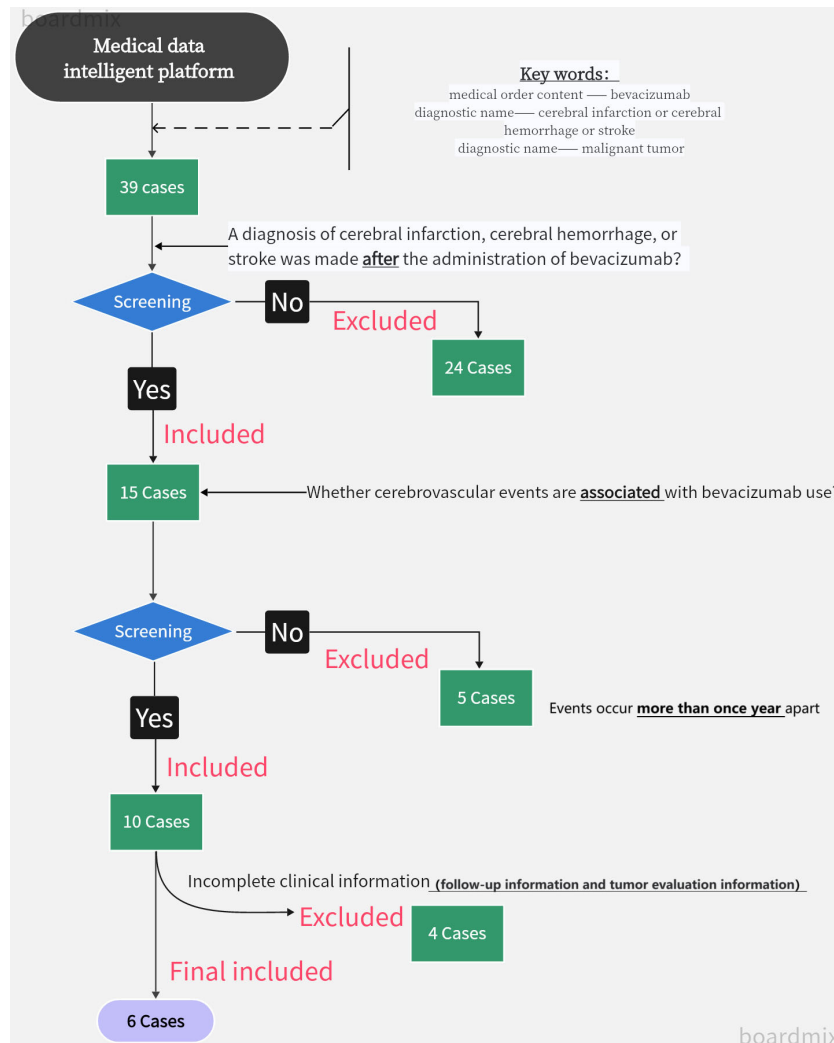 boardmix
Medical data
intelligent platform
Key words:
medical order content —— bevacizumab
diagnostic name—— cerebral infarction or cerebral
hemorrhage or stroke
diagnostic name—— malignant tumor
39 cases
A diagnosis of cerebral infarction, cerebral hemorrhage, or
stroke was made after the administration of bevacizumab?
Screening
No
Excluded
24 Cases
Yes
Included
15 Cases
Whether cerebrovascular events are associated with bevacizumab use?
Screening
No
Excluded
5 Cases
Events occur more than once year apart
Yes
Included
10 Cases
Incomplete clinical information (follow-up information and tumor evaluation information)
Excluded
4 Cases
Final included
6 Cases
boardmix